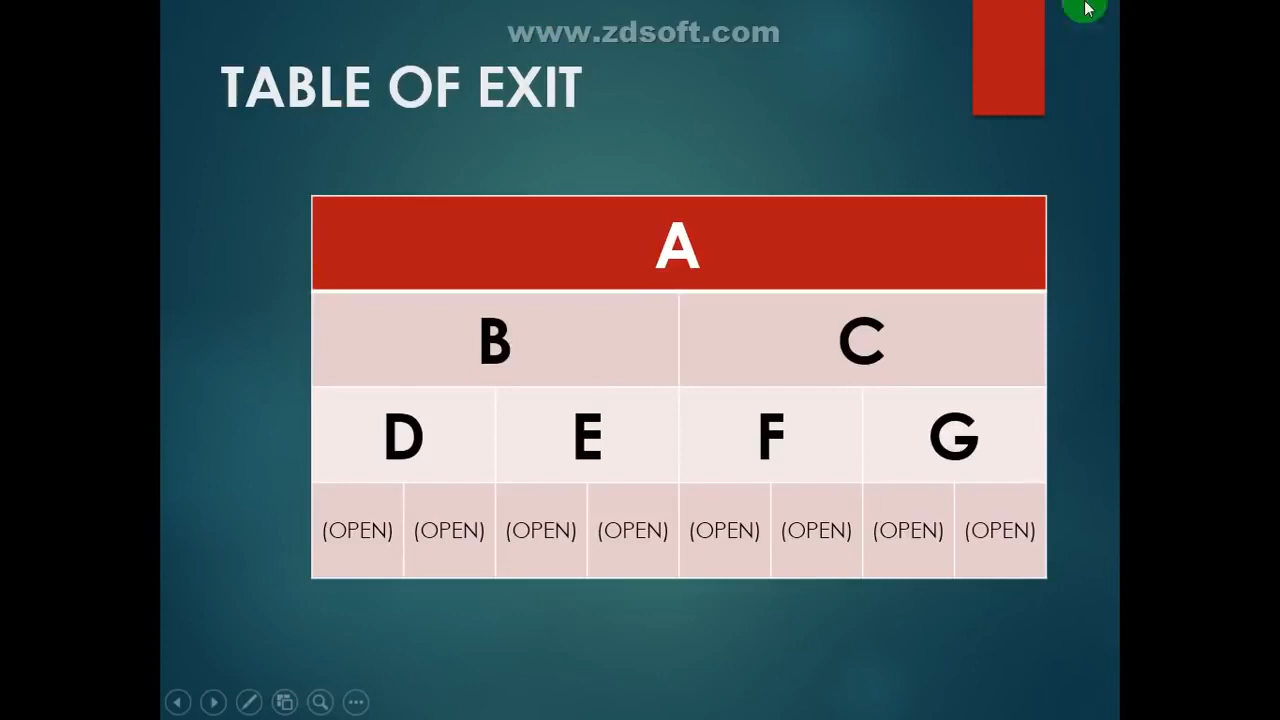 www.zdsoft.com
TABLE OF EXIT
A
B C
D E F G
(OPEN) (OPEN) (OPEN) (OPEN) (OPEN) (OPEN) (OPEN) (OPEN)